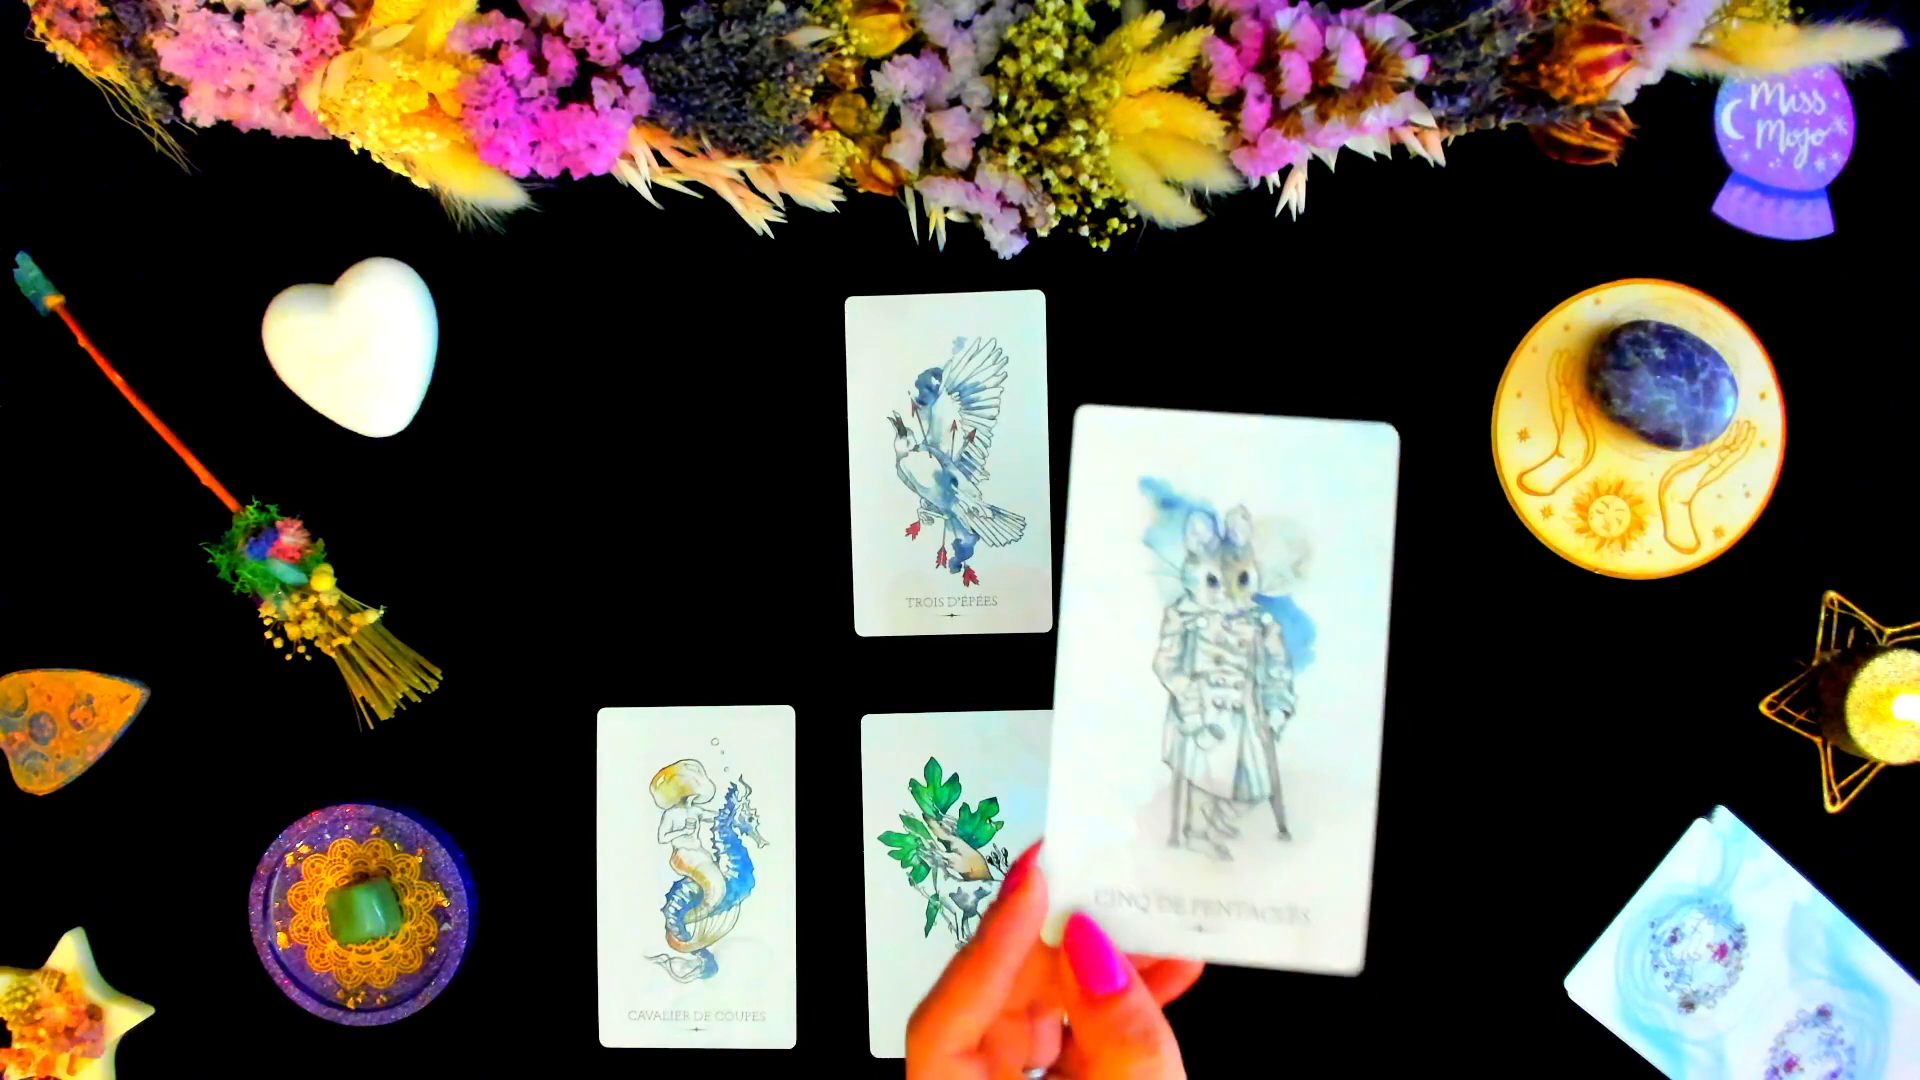 Miss
Mojo
TROIS D'ÉPÉES
CINQ DE PENTACLES
CAVALIER DE COUPES